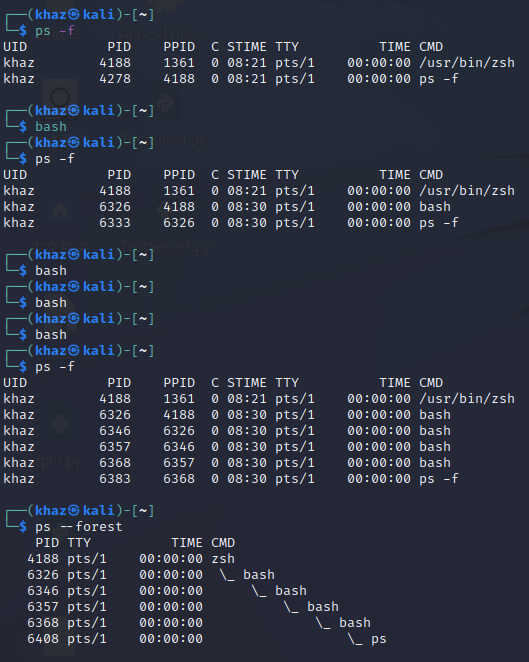 ┌──(khaz㉿kali)-[~]
└─$ ps -f
UID          PID    PPID  C STIME TTY          TIME CMD
khaz        4188    1361  0 08:21 pts/1    00:00:00 /usr/bin/zsh
khaz        4278    4188  0 08:21 pts/1    00:00:00 ps -f
┌──(khaz㉿kali)-[~]
└─$ bash
┌──(khaz㉿kali)-[~]
└─$ ps -f
UID          PID    PPID  C STIME TTY          TIME CMD
khaz        4188    1361  0 08:21 pts/1    00:00:00 /usr/bin/zsh
khaz        6326    4188  0 08:30 pts/1    00:00:00 bash
khaz        6333    6326  0 08:30 pts/1    00:00:00 ps -f
┌──(khaz㉿kali)-[~]
└─$ bash
┌──(khaz㉿kali)-[~]
└─$ bash
┌──(khaz㉿kali)-[~]
└─$ bash
┌──(khaz㉿kali)-[~]
└─$ ps -f
UID          PID    PPID  C STIME TTY          TIME CMD
khaz        4188    1361  0 08:21 pts/1    00:00:00 /usr/bin/zsh
khaz        6326    4188  0 08:30 pts/1    00:00:00 bash
khaz        6346    6326  0 08:30 pts/1    00:00:00 bash
khaz        6357    6346  0 08:30 pts/1    00:00:00 bash
khaz        6368    6357  0 08:30 pts/1    00:00:00 bash
khaz        6383    6368  0 08:30 pts/1    00:00:00 ps -f
┌──(khaz㉿kali)-[~]
└─$ ps --forest
    PID TTY          TIME CMD
   4188 pts/1    00:00:00 zsh
   6326 pts/1    00:00:00  \_ bash
   6346 pts/1    00:00:00      \_ bash
   6357 pts/1    00:00:00          \_ bash
   6368 pts/1    00:00:00              \_ bash
   6408 pts/1    00:00:00                  \_ ps